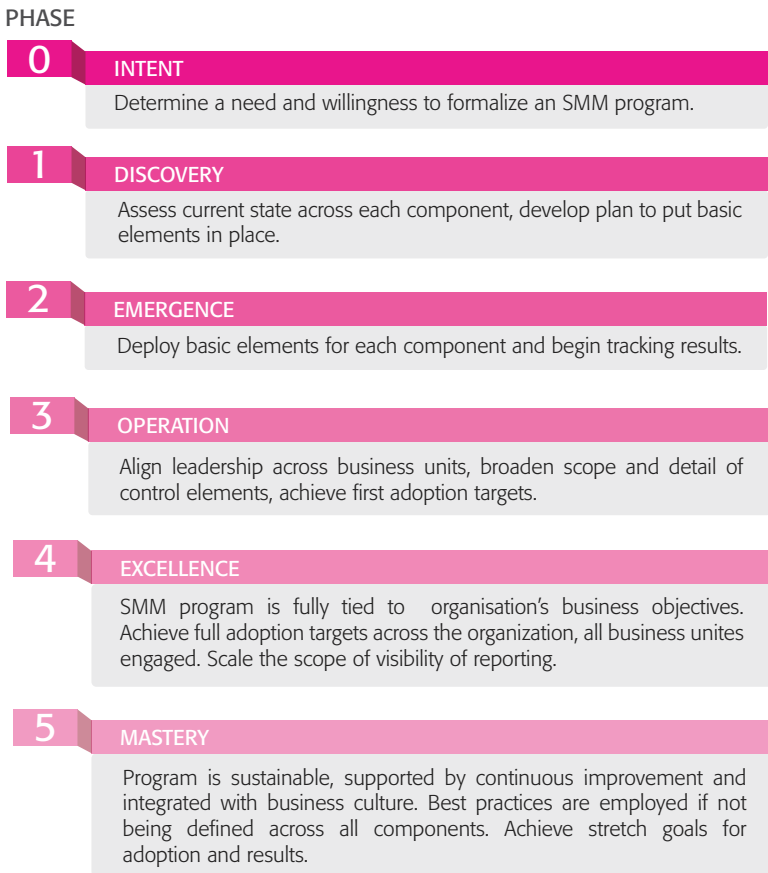 PHASE
0
INTENT
Determine a need and willingness to formalize an SMM program.
1
DISCOVERY
Assess current state across each component, develop plan to put basic
elements in place.
2
EMERGENCE
Deploy basic elements for each component and begin tracking results.
3
OPERATION
Align leadership across business units, broaden scope and detail of
control elements, achieve first adoption targets.
4
EXCELLENCE
SMM program is fully tied to organisation's business objectives.
Achieve full adoption targets across the organization, all business unites
engaged. Scale the scope of visibility of reporting.
5
MASTERY
Program is sustainable, supported by continuous improvement and
integrated with business culture. Best practices are employed if not
being defined across all components. Achieve stretch goals for
adoption and results.